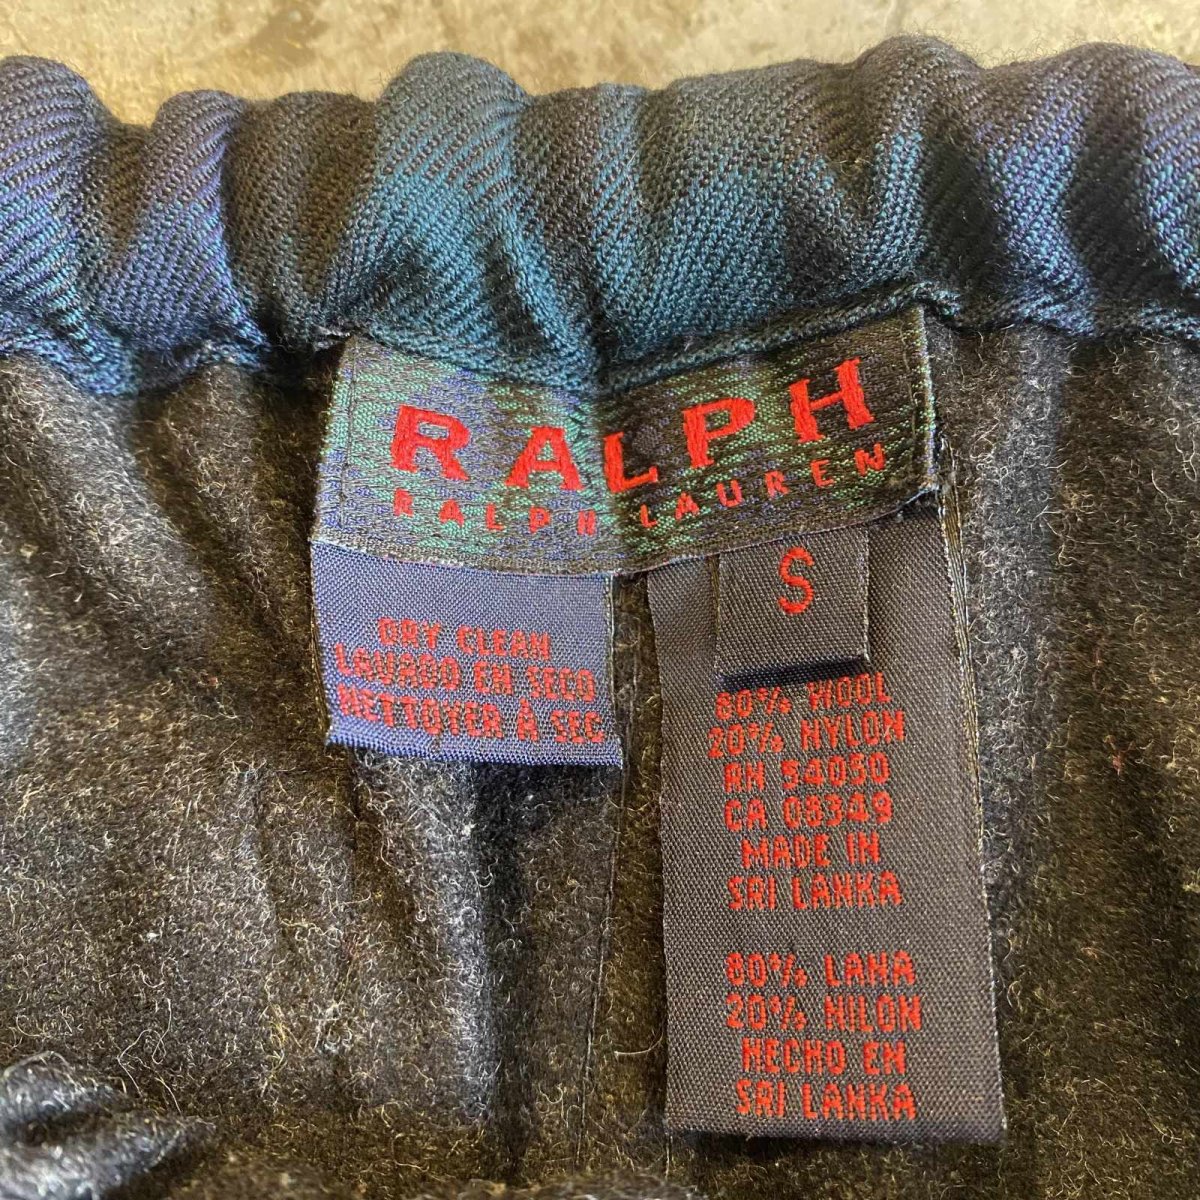 RALPH
RALPH LAUREN
DRY CLEAN
LAVADO EN SECO
NETTOYER À SEC
S
80% WOOL
20% NYLON
RN 54050
CA 08349
MADE IN
SRI LANKA
80% LANA
20% NILON
HECHO EN
SRI LANKA